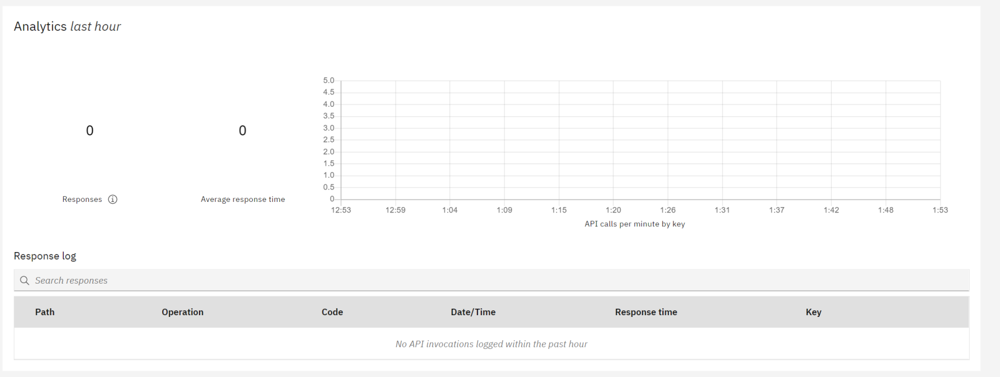 Analytics last hour
5.0
4.5
4.0
3.5
3.0
2.5
2.0
1.5
1.0
0.5
0
12:53 12:59 1:04 1:09 1:15 1:20 1:26 1:31 1:37 1:42 1:48 1:53
API calls per minute by key
0
Responses
0
Average response time
Response log
Search responses
Path Operation Code Date/Time Response time Key
No API invocations logged within the past hour